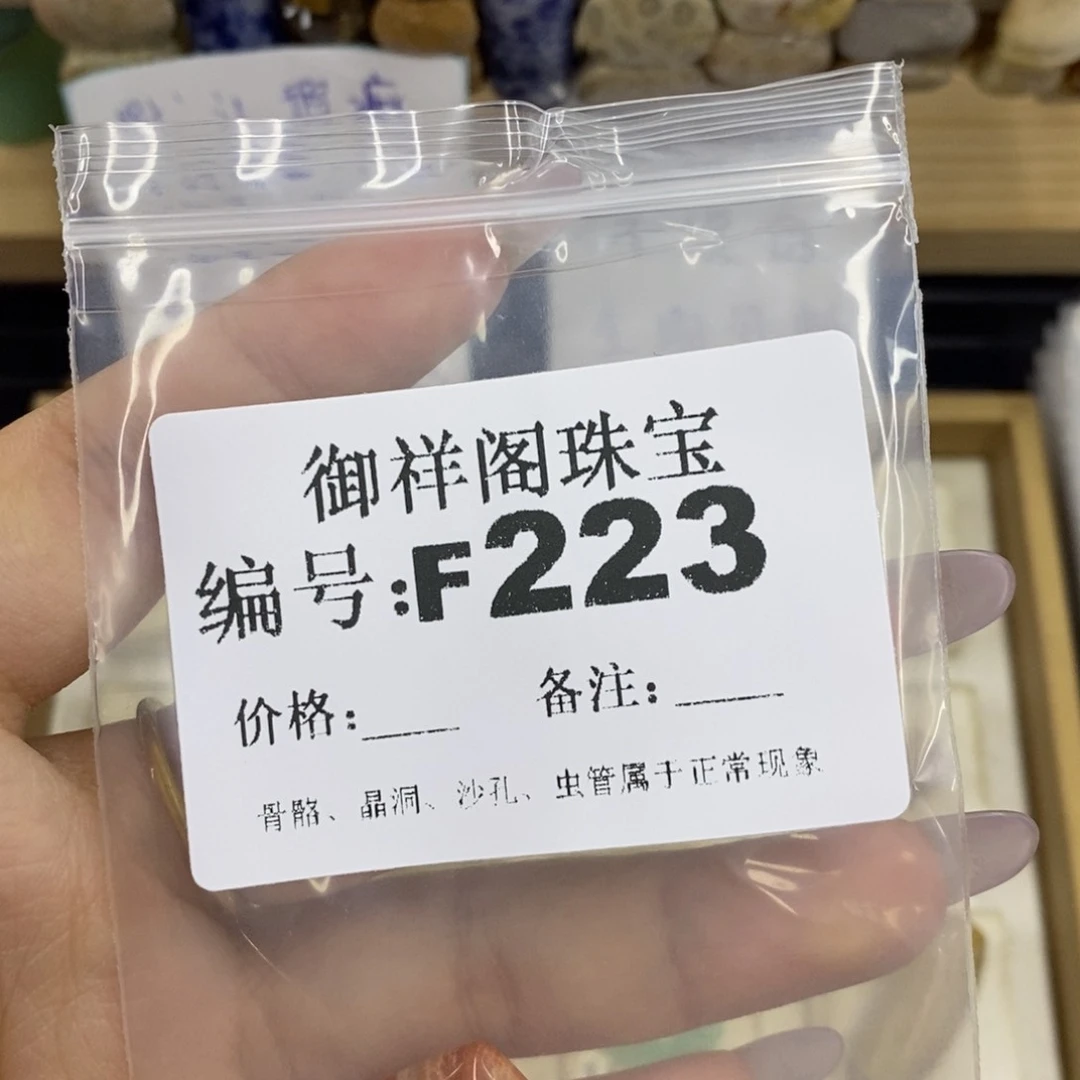 御祥阁珠宝
编号:F223
价格:___ 备注:____
骨骼、晶洞、沙孔、虫管属于正常现象